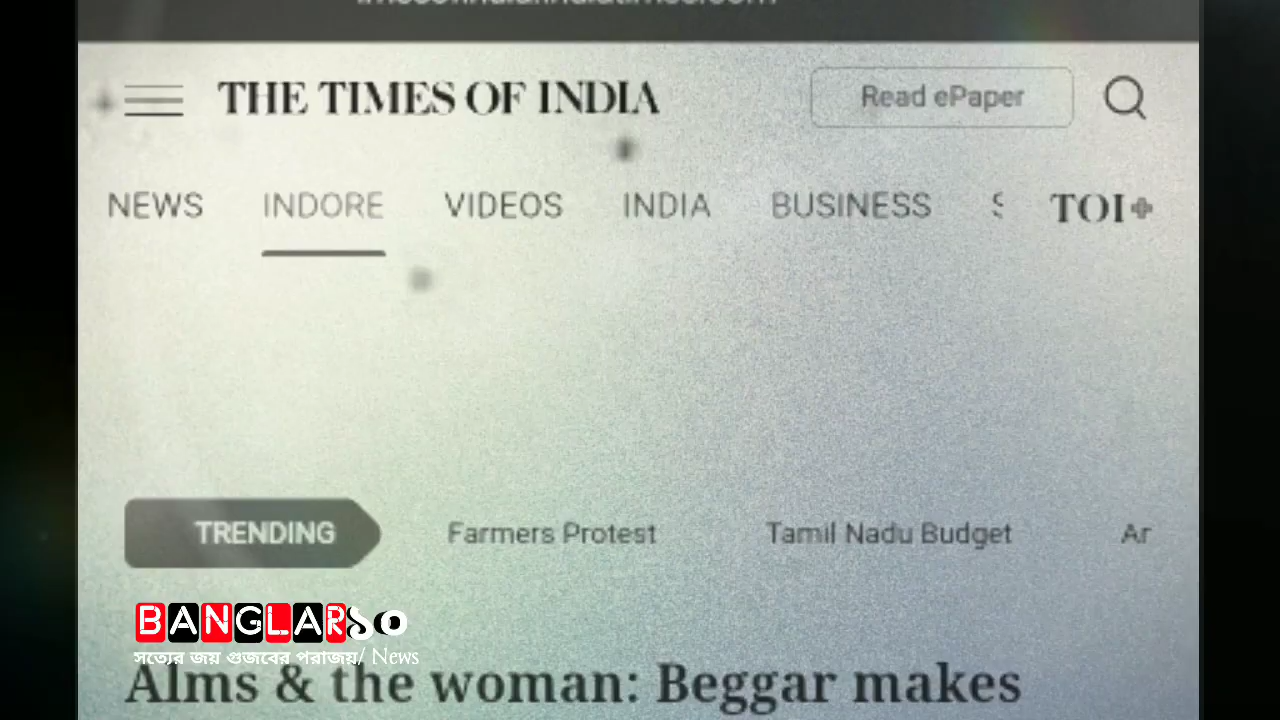 THE TIMES OF INDIA Read ePaper
NEWS INDORE VIDEOS INDIA BUSINESS S TOI+
TRENDING Farmers Protest Tamil Nadu Budget Ar
BANGLAR
সত্যের জয় গুজবের পরাজয়/ News
Alms & the woman: Beggar makes